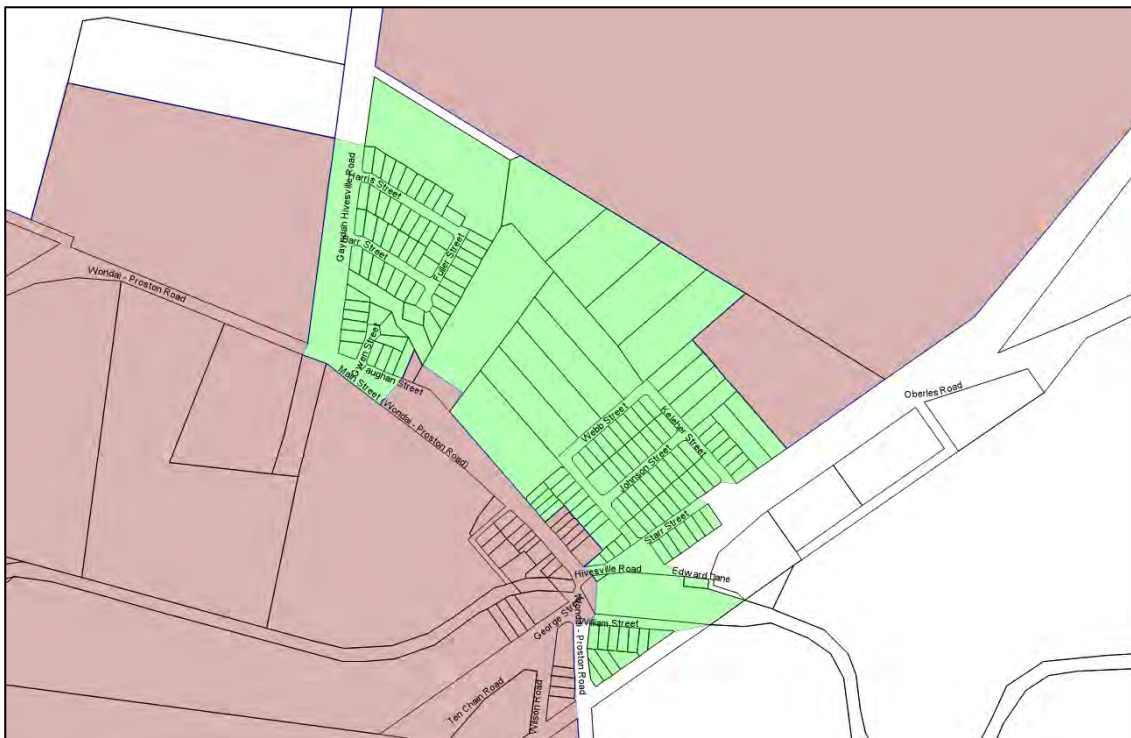 Harris Street
Gayndah Hivesville Road
Barr Street
Fuller Street
Wondai - Proston Road
Owen Street
Vaughan Street
Main Street (Wondai - Proston Road)
Oberles Road
Webb Street
Keleher Street
Johnson Street
Starr Street
Hivesville Road
Edward Lane
George Street
William Street
Wondai - Proston Road
Ten Chain Road
Wilson Road